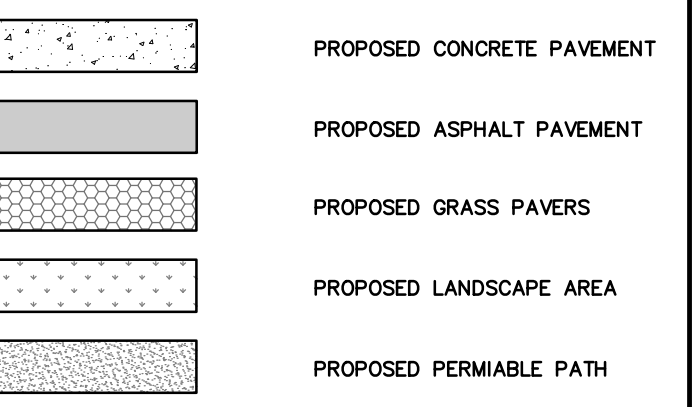 PROPOSED CONCRETE PAVEMENT
PROPOSED ASPHALT PAVEMENT
PROPOSED GRASS PAVERS
PROPOSED LANDSCAPE AREA
PROPOSED PERMIABLE PATH